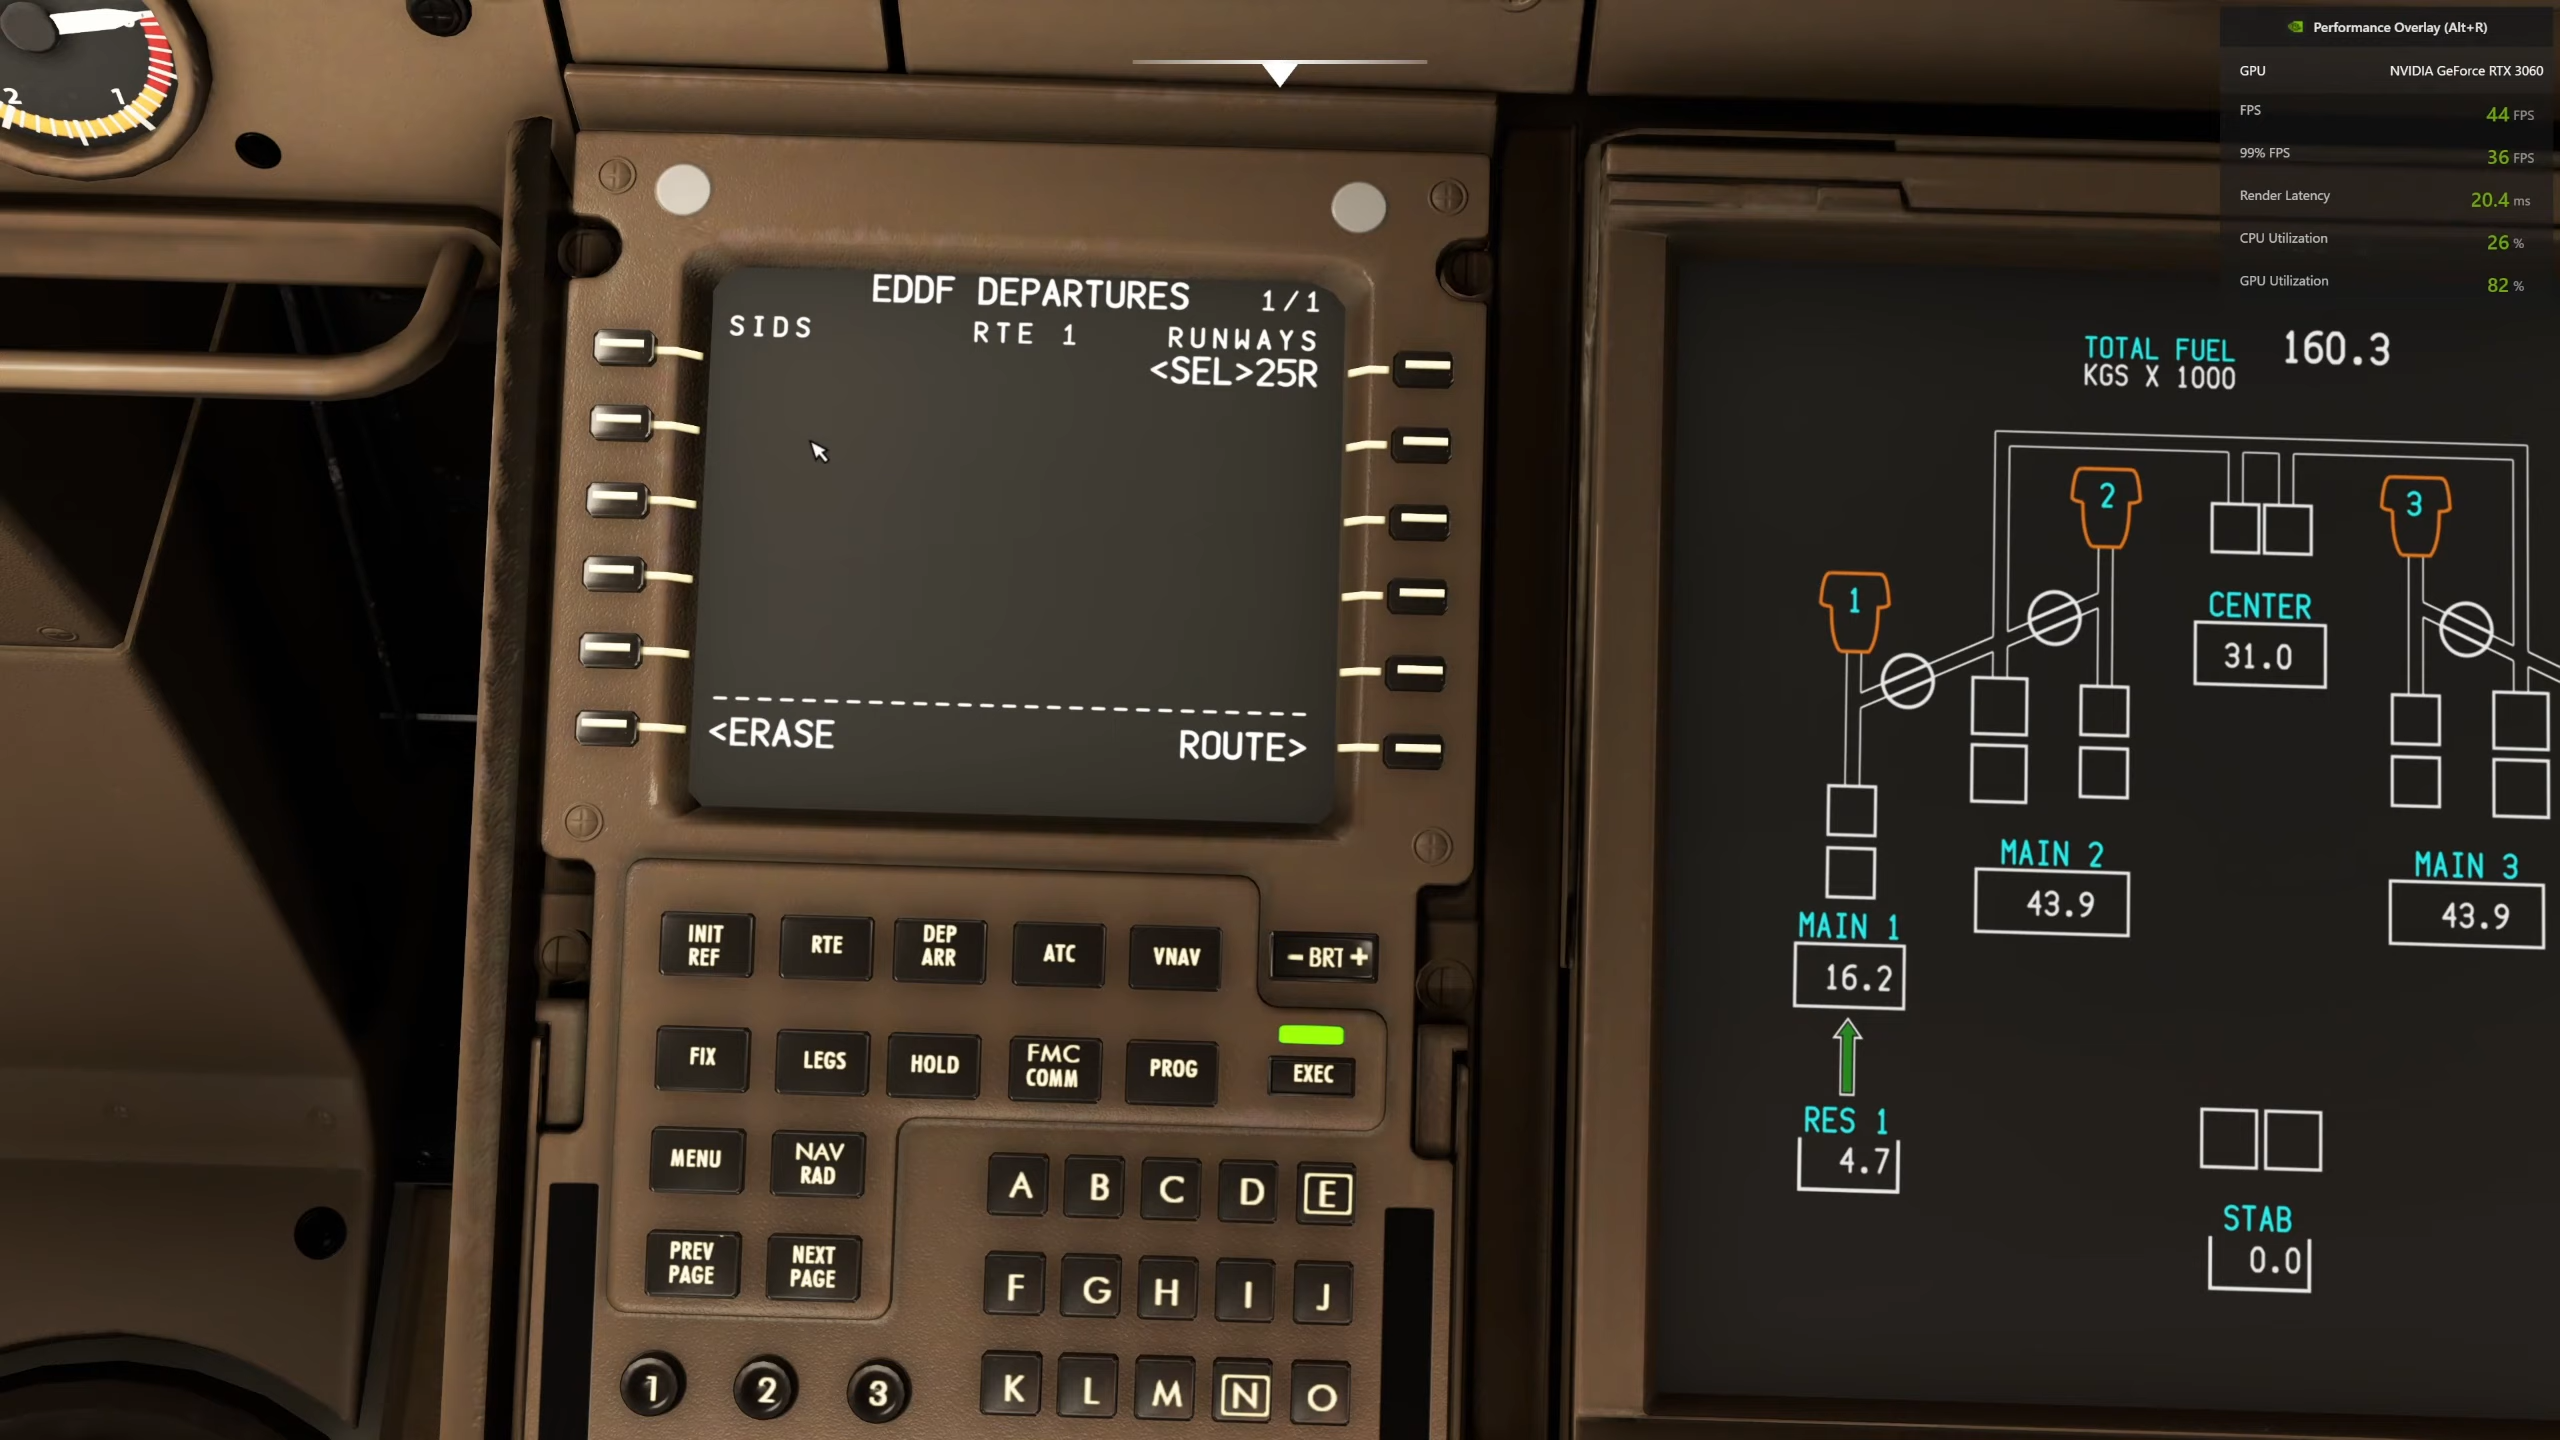 2 1
Performance Overlay (Alt+R)
GPU NVIDIA GeForce RTX 3060
FPS 44 FPS
99% FPS 36 FPS
Render Latency 20.4 ms
CPU Utilization 26 %
GPU Utilization 82 %
EDDF DEPARTURES 1/1
SIDS RTE 1 RUNWAYS
<SEL>25R
<ERASE ROUTE>
INIT REF
RTE
DEP ARR
ATC
VNAV
- BRT +
FIX
LEGS
HOLD
FMC COMM
PROG
EXEC
MENU
NAV RAD
PREV PAGE
NEXT PAGE
A B C D E
F G H I J
K L M N O
1 2 3
TOTAL FUEL 160.3
KGS X 1000
1
2
3
CENTER
31.0
MAIN 2
43.9
MAIN 3
43.9
MAIN 1
16.2
RES 1
4.7
STAB
0.0